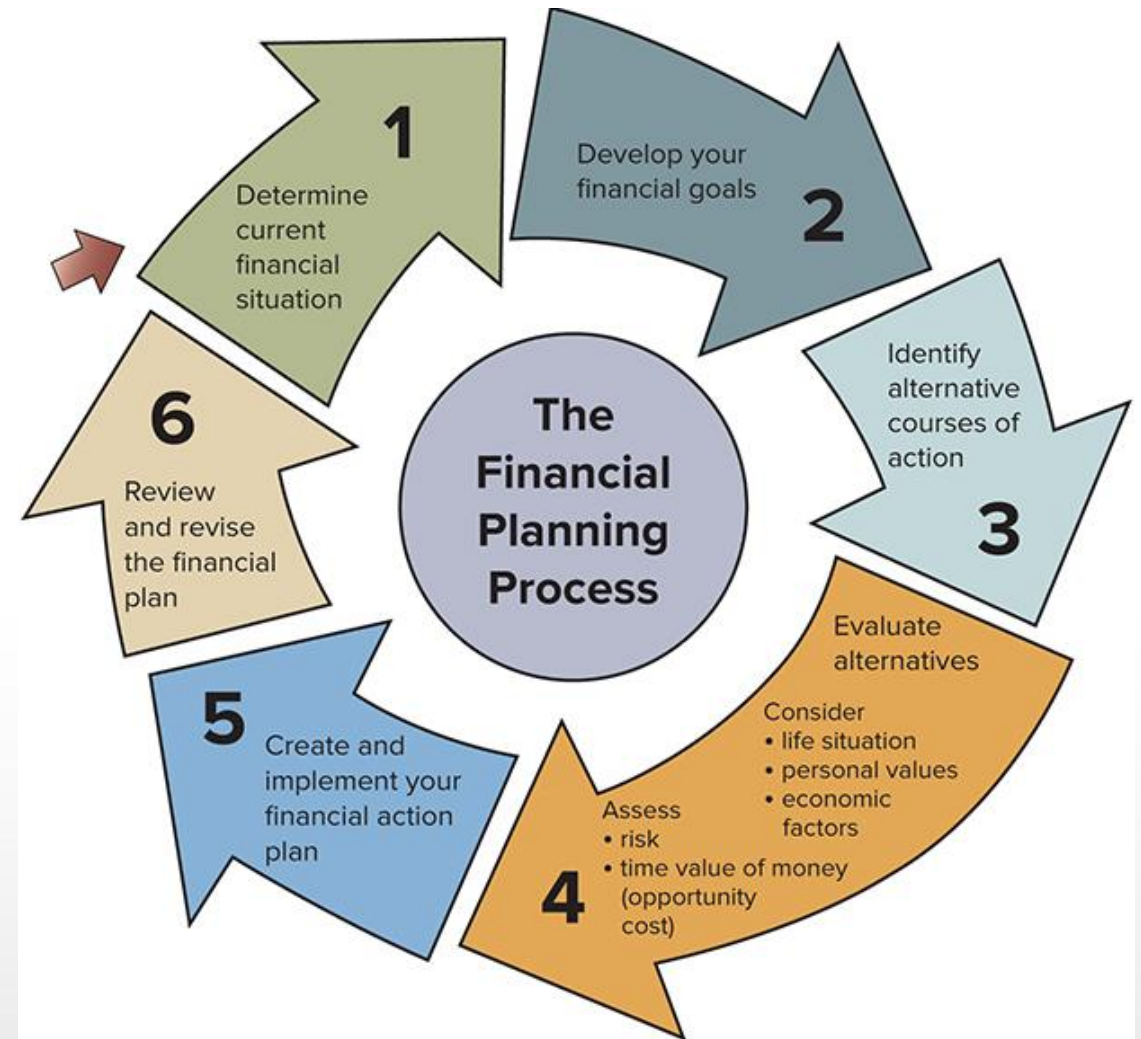 The
Financial
Planning
Process
1
Determine
current
financial
situation
Develop your
financial goals
2
Identify
alternative
courses of
action
3
Evaluate
alternatives
Consider
• life situation
• personal values
• economic
factors
Assess
• risk
• time value of money
(opportunity
cost)
4
5
Create and
implement your
financial action
plan
6
Review
and revise
the financial
plan